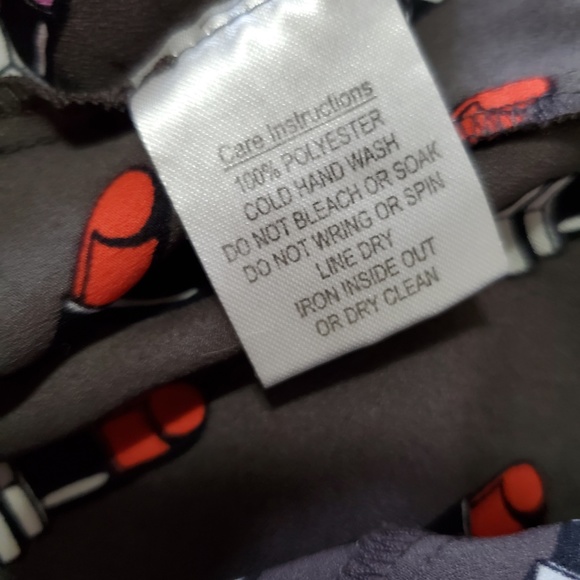 Care Instructions
100% POLYESTER
COLD HAND WASH
DO NOT BLEACH OR SOAK
DO NOT WRING OR SPIN
LINE DRY
IRON INSIDE OUT
OR DRY CLEAN